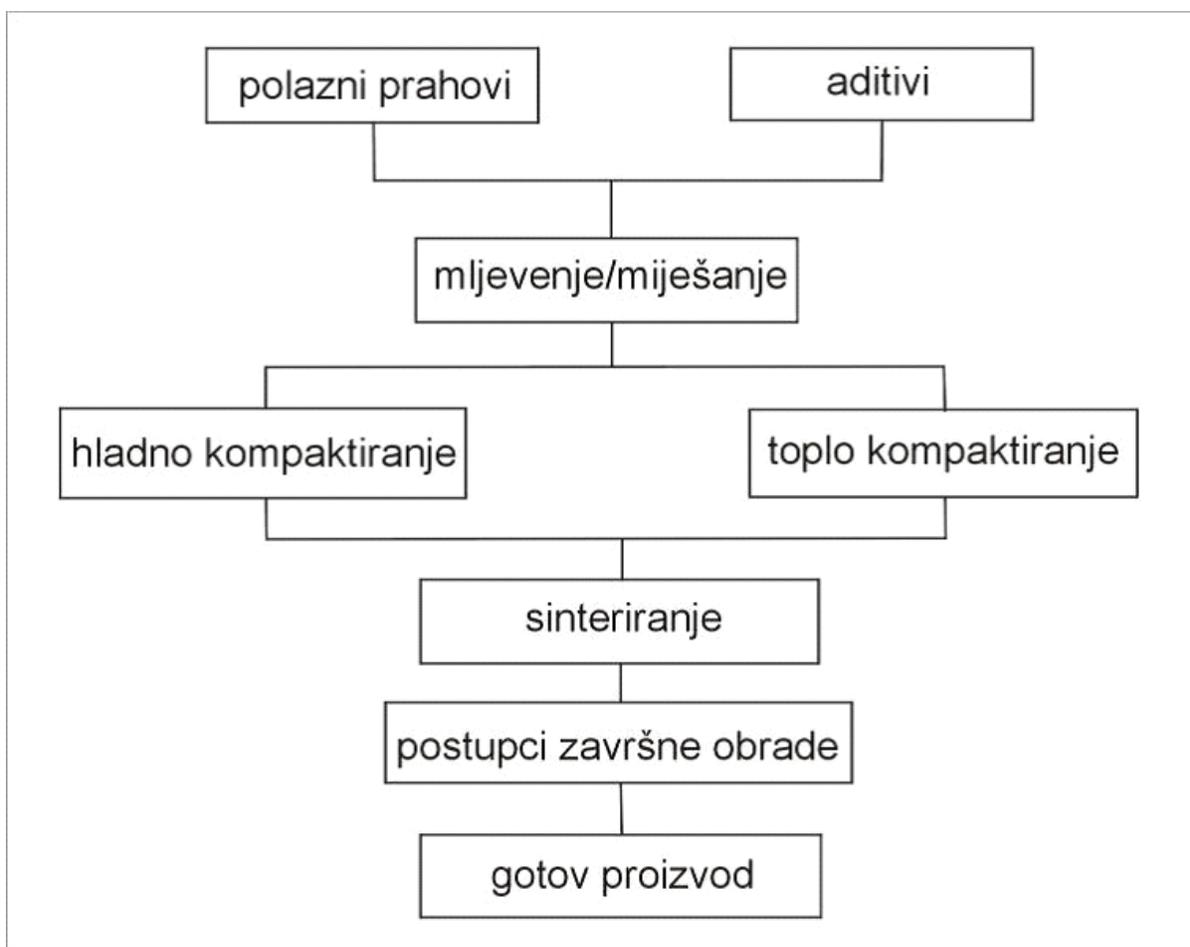 polazni prahovi
aditivi
mljevenje/miješanje
hladno kompaktiranje
toplo kompaktiranje
sinteriranje
postupci završne obrade
gotov proizvod